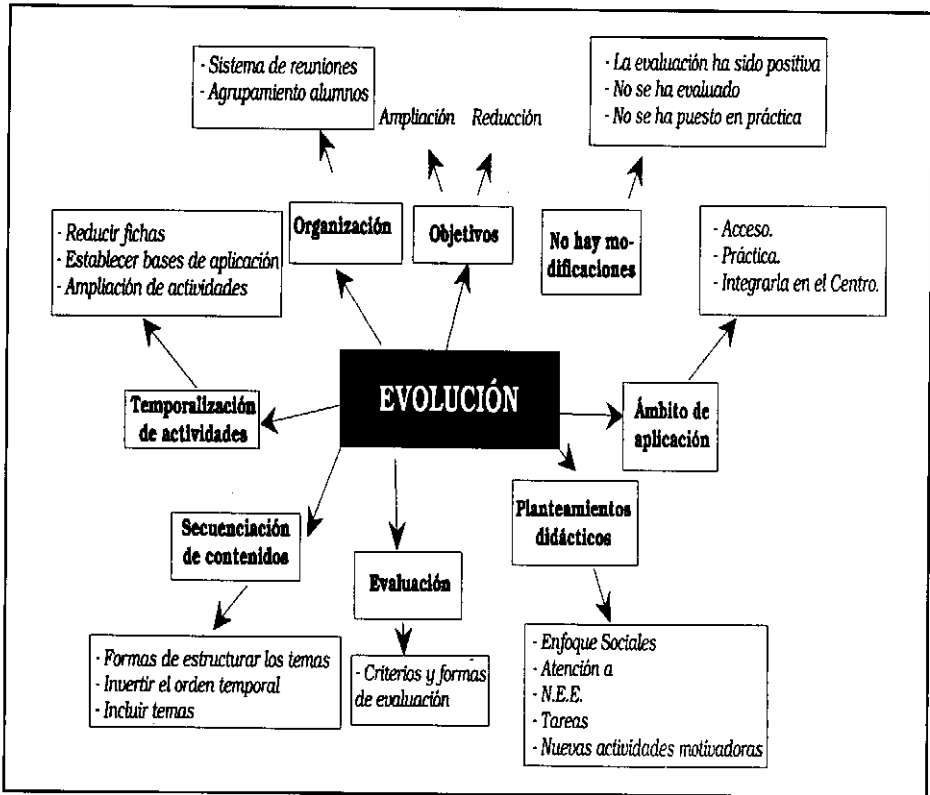 - Sistema de reuniones
- Agrupamiento alumnos
Ampliación
Reducción
- La evaluación ha sido positiva
- No se ha evaluado
- No se ha puesto en práctica
Organización
Objetivos
No hay mo-
dificaciones
- Reducir fichas
- Establecer bases de aplicación
- Ampliación de actividades
- Acceso.
- Práctica.
- Integrarla en el Centro.
EVOLUCIÓN
Temporalización
de actividades
Ámbito de
aplicación
Secuenciación
de contenidos
Evaluación
Planteamientos
didácticos
- Formas de estructurar los temas
- Invertir el orden temporal
- Incluir temas
- Criterios y formas
de evaluación
- Enfoque Sociales
- Atención a
- N.E.E.
- Tareas
- Nuevas actividades motivadoras